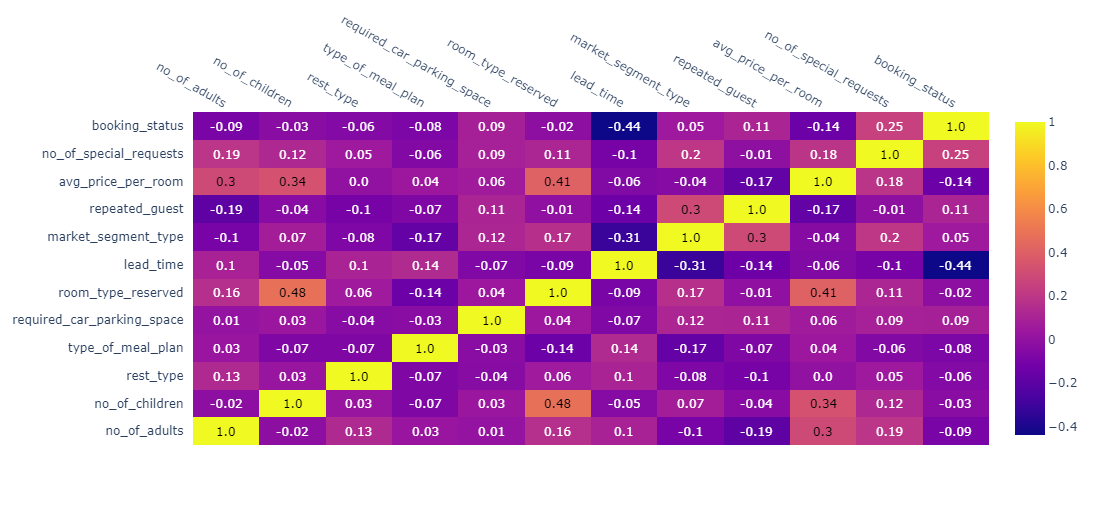 no_of_adults
no_of_children
rest_type
type_of_meal_plan
required_car_parking_space
room_type_reserved
lead_time
market_segment_type
repeated_guest
avg_price_per_room
no_of_special_requests
booking_status
booking_status −0.09 −0.03 −0.06 −0.08 0.09 −0.02 −0.44 0.05 0.11 −0.14 0.25 1.0
no_of_special_requests 0.19 0.12 0.05 −0.06 0.09 0.11 −0.1 0.2 −0.01 0.18 1.0 0.25
avg_price_per_room 0.3 0.34 0.0 0.04 0.06 0.41 −0.06 −0.04 −0.17 1.0 0.18 −0.14
repeated_guest −0.19 −0.04 −0.1 −0.07 0.11 −0.01 −0.14 0.3 1.0 −0.17 −0.01 0.11
market_segment_type −0.1 0.07 −0.08 −0.17 0.12 0.17 −0.31 1.0 0.3 −0.04 0.2 0.05
lead_time 0.1 −0.05 0.1 0.14 −0.07 −0.09 1.0 −0.31 −0.14 −0.06 −0.1 −0.44
room_type_reserved 0.16 0.48 0.06 −0.14 0.04 1.0 −0.09 0.17 −0.01 0.41 0.11 −0.02
required_car_parking_space 0.01 0.03 −0.04 −0.03 1.0 0.04 −0.07 0.12 0.11 0.06 0.09 0.09
type_of_meal_plan 0.03 −0.07 −0.07 1.0 −0.03 −0.14 0.14 −0.17 −0.07 0.04 −0.06 −0.08
rest_type 0.13 0.03 1.0 −0.07 −0.04 0.06 0.1 −0.08 −0.1 0.0 0.05 −0.06
no_of_children −0.02 1.0 0.03 −0.07 0.03 0.48 −0.05 0.07 −0.04 0.34 0.12 −0.03
no_of_adults 1.0 −0.02 0.13 0.03 0.01 0.16 0.1 −0.1 −0.19 0.3 0.19 −0.09
1
0.8
0.6
0.4
0.2
0
−0.2
−0.4